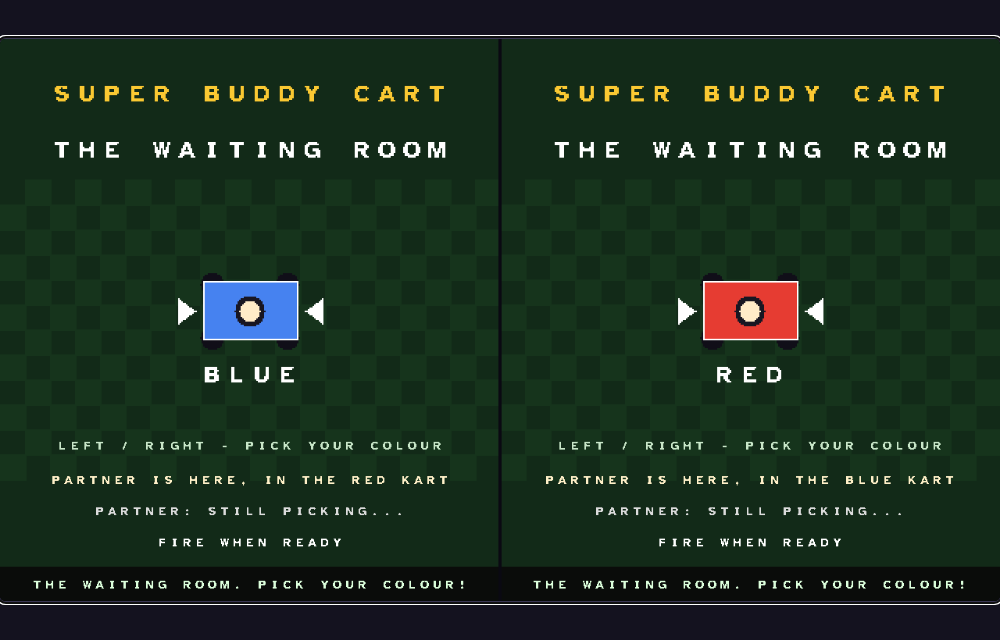 SUPER BUDDY CART
THE WAITING ROOM
BLUE
LEFT / RIGHT - PICK YOUR COLOUR
PARTNER IS HERE, IN THE RED KART
PARTNER: STILL PICKING...
FIRE WHEN READY
THE WAITING ROOM. PICK YOUR COLOUR!
SUPER BUDDY CART
THE WAITING ROOM
RED
LEFT / RIGHT - PICK YOUR COLOUR
PARTNER IS HERE, IN THE BLUE KART
PARTNER: STILL PICKING...
FIRE WHEN READY
THE WAITING ROOM. PICK YOUR COLOUR!